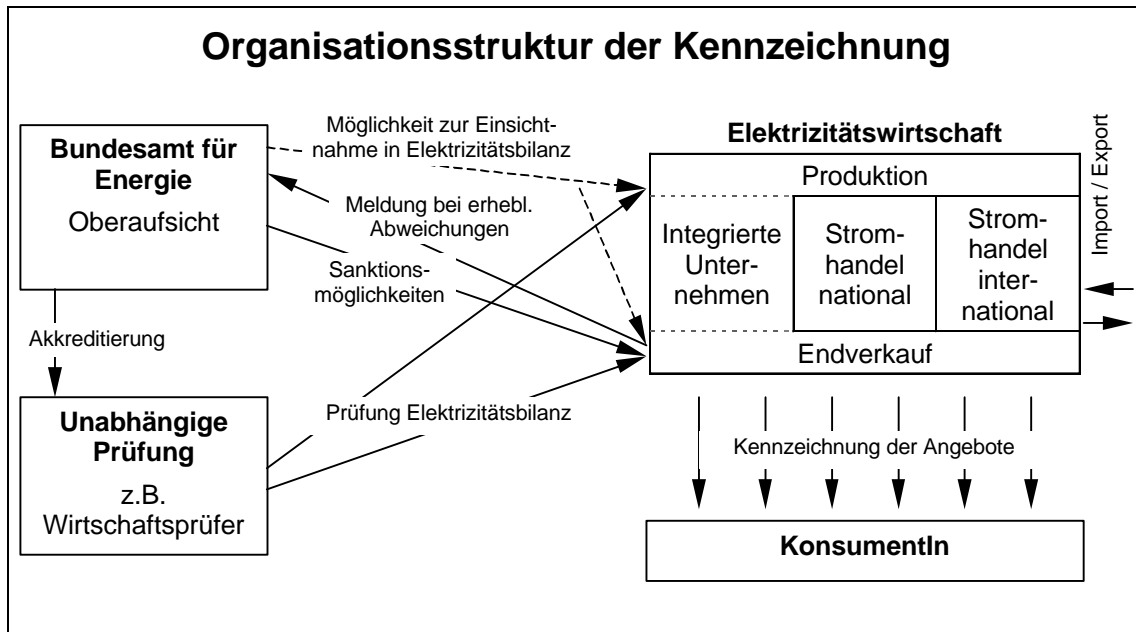 Organisationsstruktur der Kennzeichnung
Bundesamt für
Energie
Oberaufsicht
Möglichkeit zur Einsicht-
nahme in Elektrizitätsbilanz
Meldung bei erhebl.
Abweichungen
Sanktions-
möglichkeiten
Akkreditierung
Unabhängige
Prüfung
z.B.
Wirtschaftsprüfer
Prüfung Elektrizitätsbilanz
Elektrizitätswirtschaft
Produktion
Integrierte
Unter-
nehmen
Strom-
handel
national
Strom-
handel
inter-
national
Endverkauf
Import / Export
Kennzeichnung der Angebote
KonsumentIn